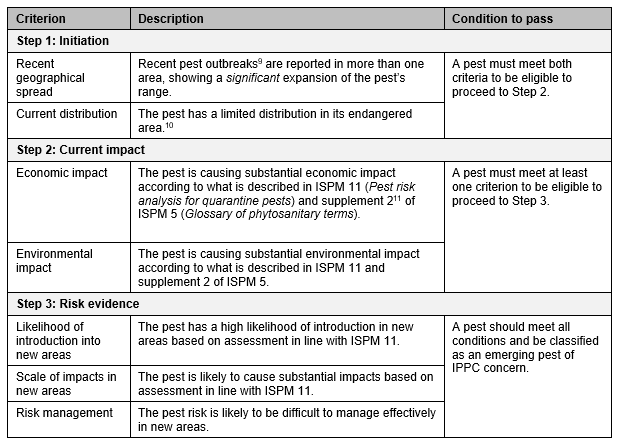 Criterion Description Condition to pass
Step 1: Initiation
Recent geographical spread
Recent pest outbreaks⁹ are reported in more than one
area, showing a significant expansion of the pest's
range.
A pest must meet both
criteria to be eligible to
proceed to Step 2.
Current distribution
The pest has a limited distribution in its endangered
area.¹⁰
Step 2: Current impact
Economic impact
The pest is causing substantial economic impact
according to what is described in ISPM 11 (Pest risk
analysis for quarantine pests) and supplement 2¹¹ of
ISPM 5 (Glossary of phytosanitary terms).
A pest must meet at least
one criterion to be eligible to
proceed to Step 3.
Environmental
impact
The pest is causing substantial environmental impact
according to what is described in ISPM 11 and
supplement 2 of ISPM 5.
Step 3: Risk evidence
Likelihood of
introduction into
new areas
The pest has a high likelihood of introduction in new
areas based on assessment in line with ISPM 11.
A pest should meet all
conditions and be classified
as an emerging pest of
IPPC concern.
Scale of impacts in
new areas
The pest is likely to cause substantial impacts based on
assessment in line with ISPM 11.
Risk management
The pest risk is likely to be difficult to manage effectively
in new areas.